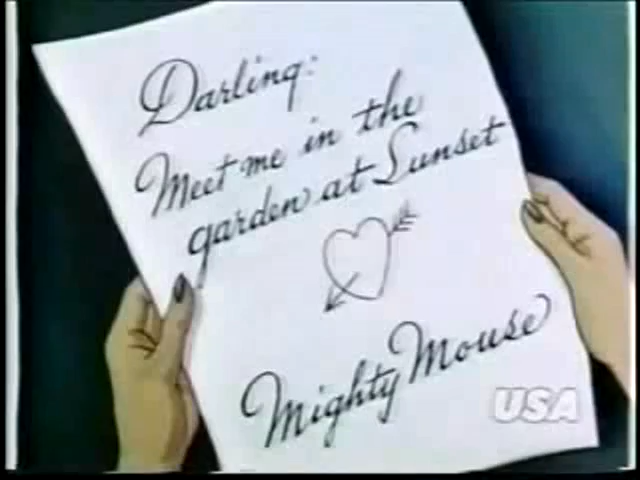 Darling:
Meet me in the
garden at Sunset
Mighty Mouse
USA